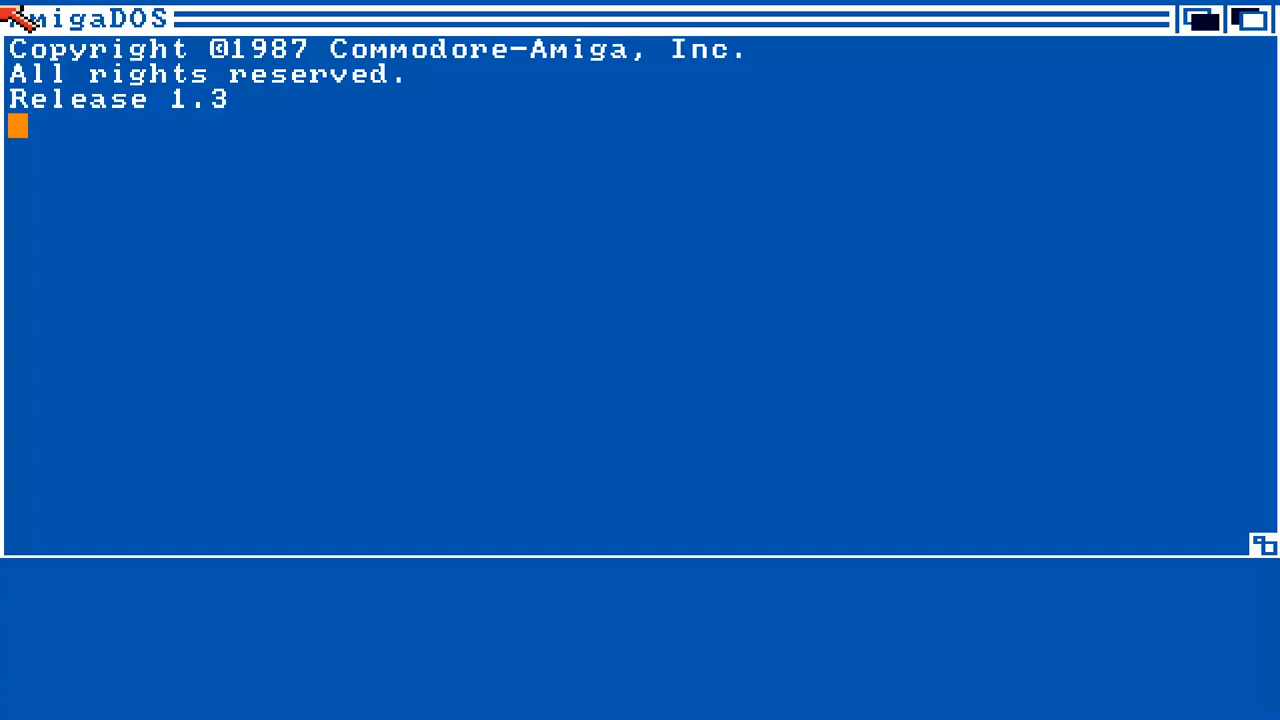 AmigaDOS
Copyright ©1987 Commodore-Amiga, Inc.
All rights reserved.
Release 1.3